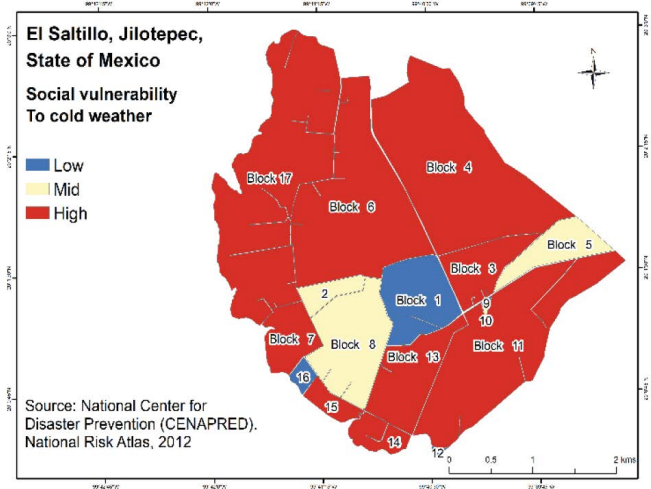 El Saltillo, Jilotepec,
State of Mexico
Social vulnerability
To cold weather
Low
Mid
High
Block 17
Block 6
Block 4
Block 5
Block 3
2
Block 1
9
10
Block 7
Block 8
Block 13
Block 11
16
15
14
12
Source: National Center for
Disaster Prevention (CENAPRED).
National Risk Atlas, 2012
0 0.5 1 2 kms